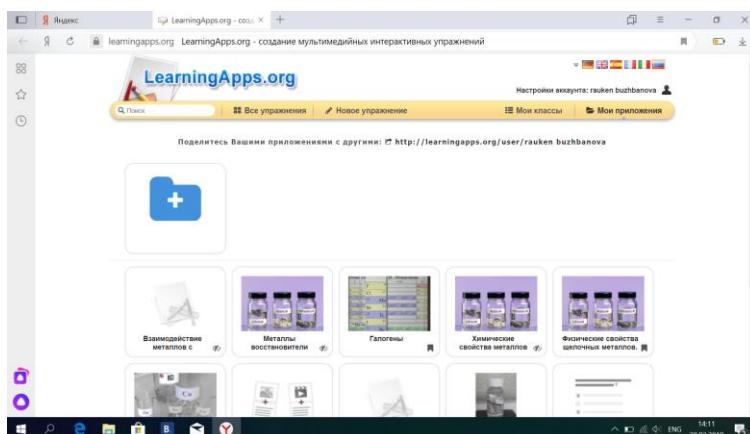 Яндекс
LearningApps.org - созд
learningapps.org LearningApps.org - создание мультимедийных интерактивных упражнений
LearningApps.org
Настройки аккаунта: rauken buzhbanova
Поиск
Все упражнения
Новое упражнение
Мои классы
Мои приложения
Поделитесь Вашими приложениями с другими: http://learningapps.org/user/rauken buzhbanova
Взаимодействие металлов с
Металлы восстановители
Галогены
Химические свойства металлов
Физические свойства щелочных металлов.
Cu
ENG
14:11